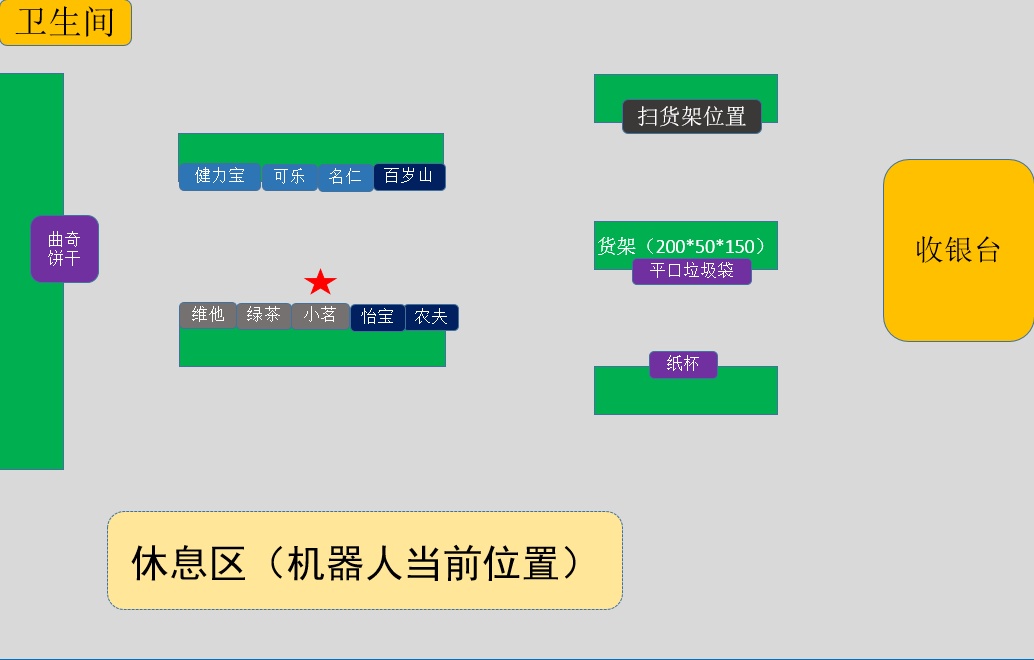 卫生间
扫货架位置
健力宝
可乐
名仁
百岁山
曲奇
饼干
货架（200*50*150）
平口垃圾袋
收银台
维他
绿茶
小茗
怡宝
农夫
纸杯
休息区（机器人当前位置）